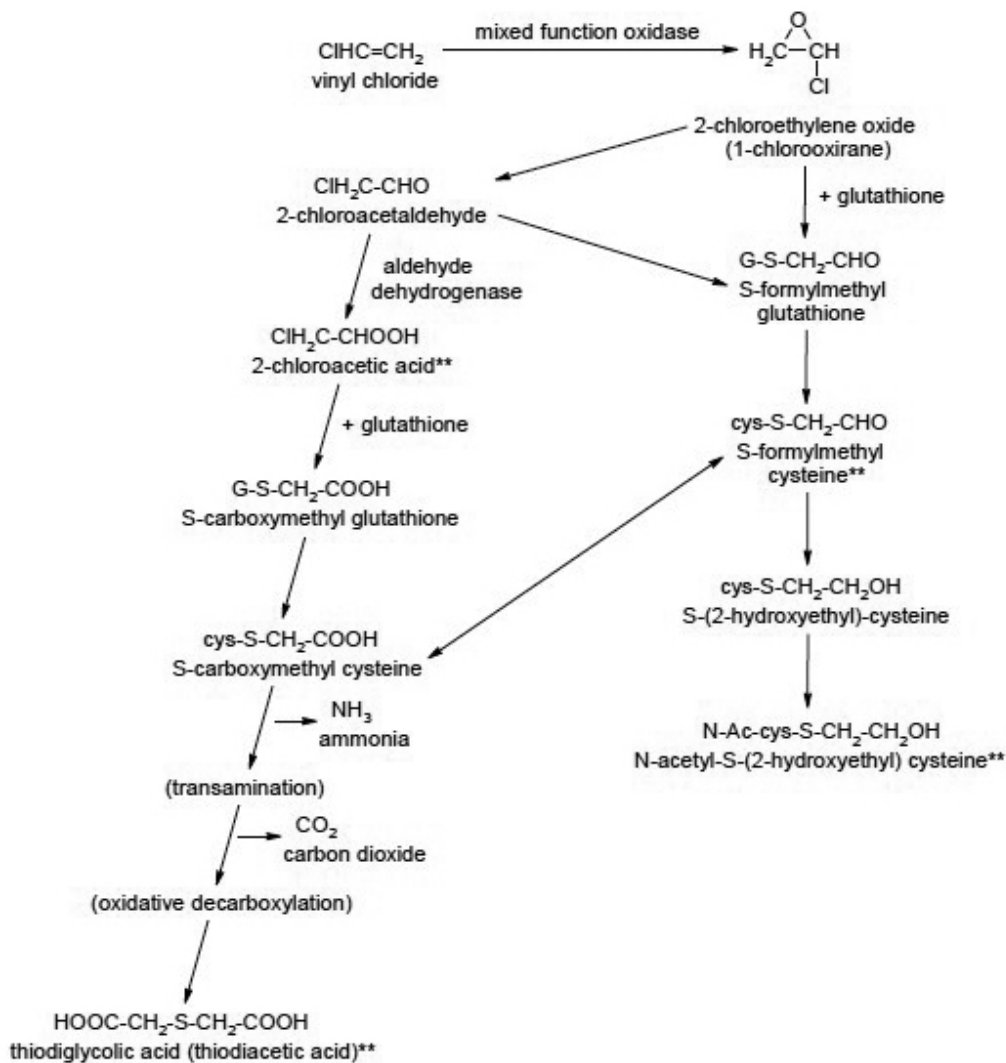 ClHC=CH₂
vinyl chloride
mixed function oxidase
O
H₂C CH
Cl
2-chloroethylene oxide
(1-chlorooxirane)
ClH₂C-CHO
2-chloroacetaldehyde
+ glutathione
aldehyde
dehydrogenase
G-S-CH₂-CHO
S-formylmethyl
glutathione
ClH₂C-CHOOH
2-chloroacetic acid**
+ glutathione
cys-S-CH₂-CHO
S-formylmethyl
cysteine**
G-S-CH₂-COOH
S-carboxymethyl glutathione
cys-S-CH₂-CH₂OH
S-(2-hydroxyethyl)-cysteine
cys-S-CH₂-COOH
S-carboxymethyl cysteine
NH₃
ammonia
N-Ac-cys-S-CH₂-CH₂OH
N-acetyl-S-(2-hydroxyethyl) cysteine**
(transamination)
CO₂
carbon dioxide
(oxidative decarboxylation)
HOOC-CH₂-S-CH₂-COOH
thiodiglycolic acid (thiodiacetic acid)**